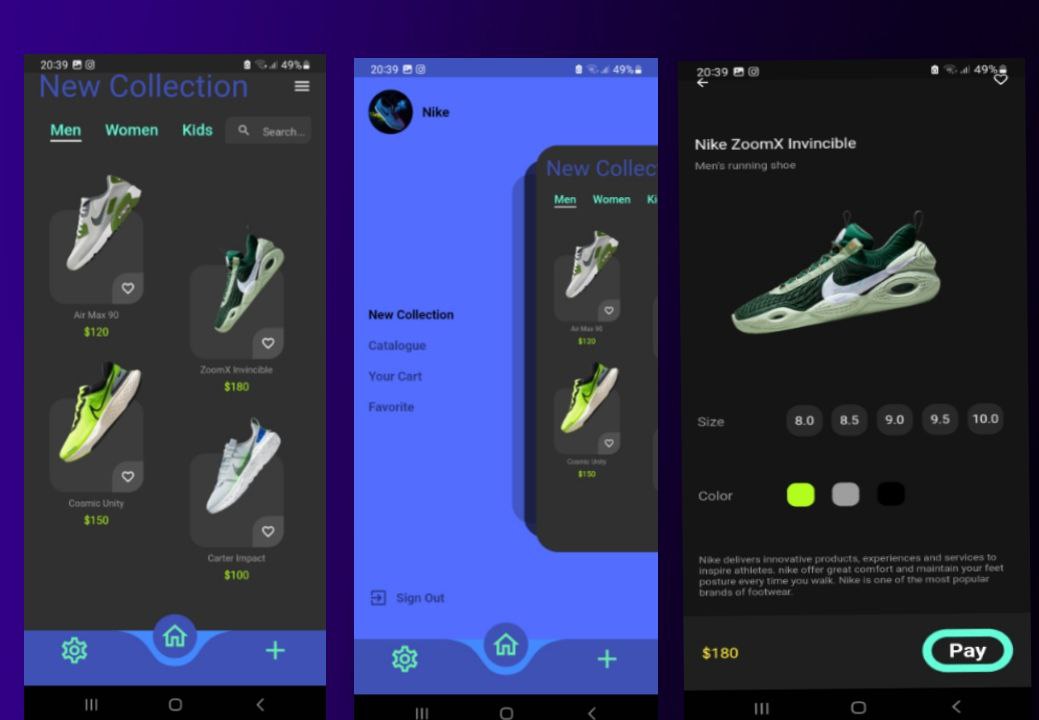 20:39 49%
New Collection
Men Women Kids Search...
Air Max 90
$120
ZoomX Invincible
$180
Cosmic Unity
$150
Carter Impact
$100
20:39 49%
Nike
New Collec
Men Women Ki
New Collection
Catalogue
Your Cart
Favorite
Air Max 90
$120
Cosmic Unity
$150
Sign Out
20:39 49%
Nike ZoomX Invincible
Men's running shoe
Size 8.0 8.5 9.0 9.5 10.0
Color
Nike delivers innovative products, experiences and services to
inspire athletes. nike offer great comfort and maintain your feet
posture every time you walk. Nike is one of the most popular
brands of footwear.
$180 Pay